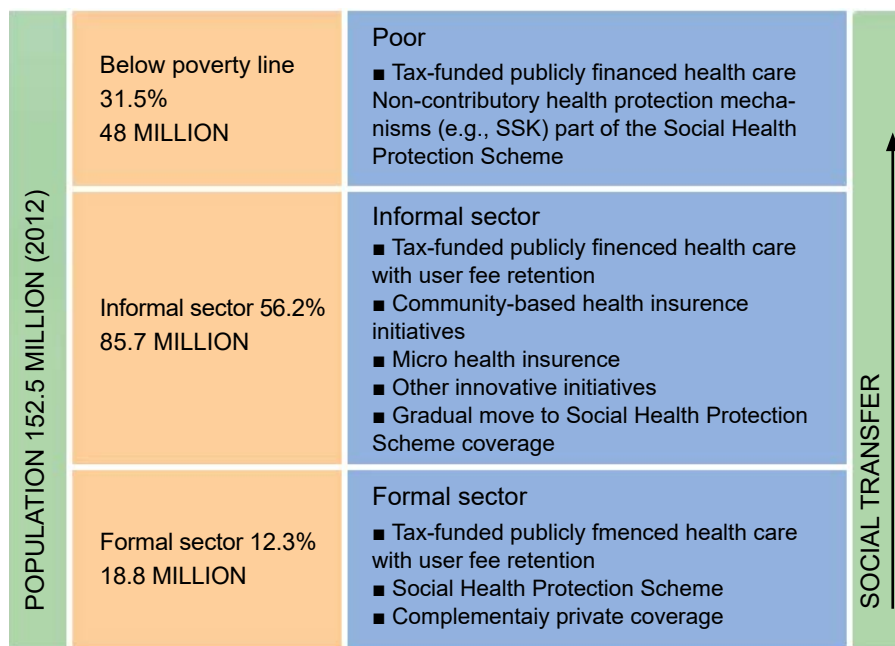 POPULATION 152.5 MILLION (2012)
Below poverty line
31.5%
48 MILLION
Poor
■ Tax-funded publicly financed health care
Non-contributory health protection mecha-
nisms (e.g., SSK) part of the Social Health
Protection Scheme
Informal sector 56.2%
85.7 MILLION
Informal sector
■ Tax-funded publicly finenced health care
with user fee retention
■ Community-based health insurence
initiatives
■ Micro health insurence
■ Other innovative initiatives
■ Gradual move to Social Health Protection
Scheme coverage
Formal sector 12.3%
18.8 MILLION
Formal sector
■ Tax-funded publicly fmenced health care
with user fee retention
■ Social Health Protection Scheme
■ Complementaiy private coverage
SOCIAL TRANSFER